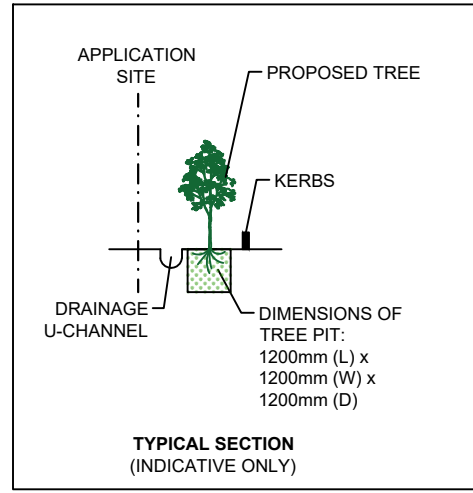 APPLICATION
SITE
PROPOSED TREE
KERBS
DRAINAGE
U-CHANNEL
DIMENSIONS OF
TREE PIT:
1200mm (L) x
1200mm (W) x
1200mm (D)
TYPICAL SECTION
(INDICATIVE ONLY)